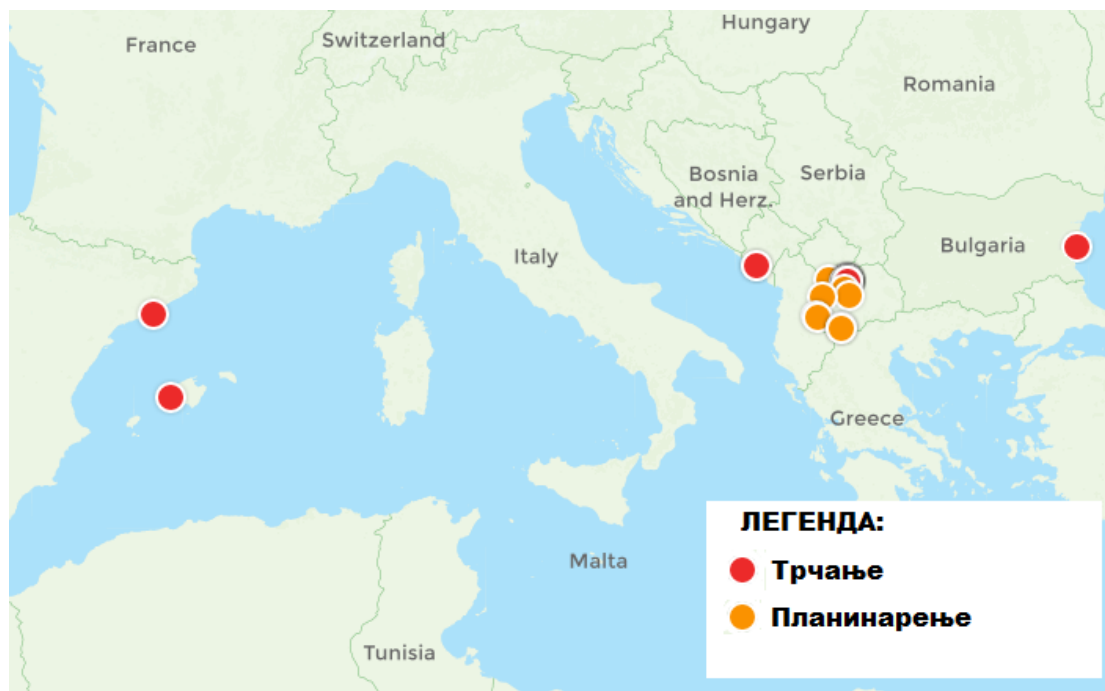 Hungary
France
Switzerland
Romania
Bosnia
and Herz.
Serbia
Italy
Bulgaria
Greece
Malta
Tunisia
ЛЕГЕНДА:
Трчање
Планинарење